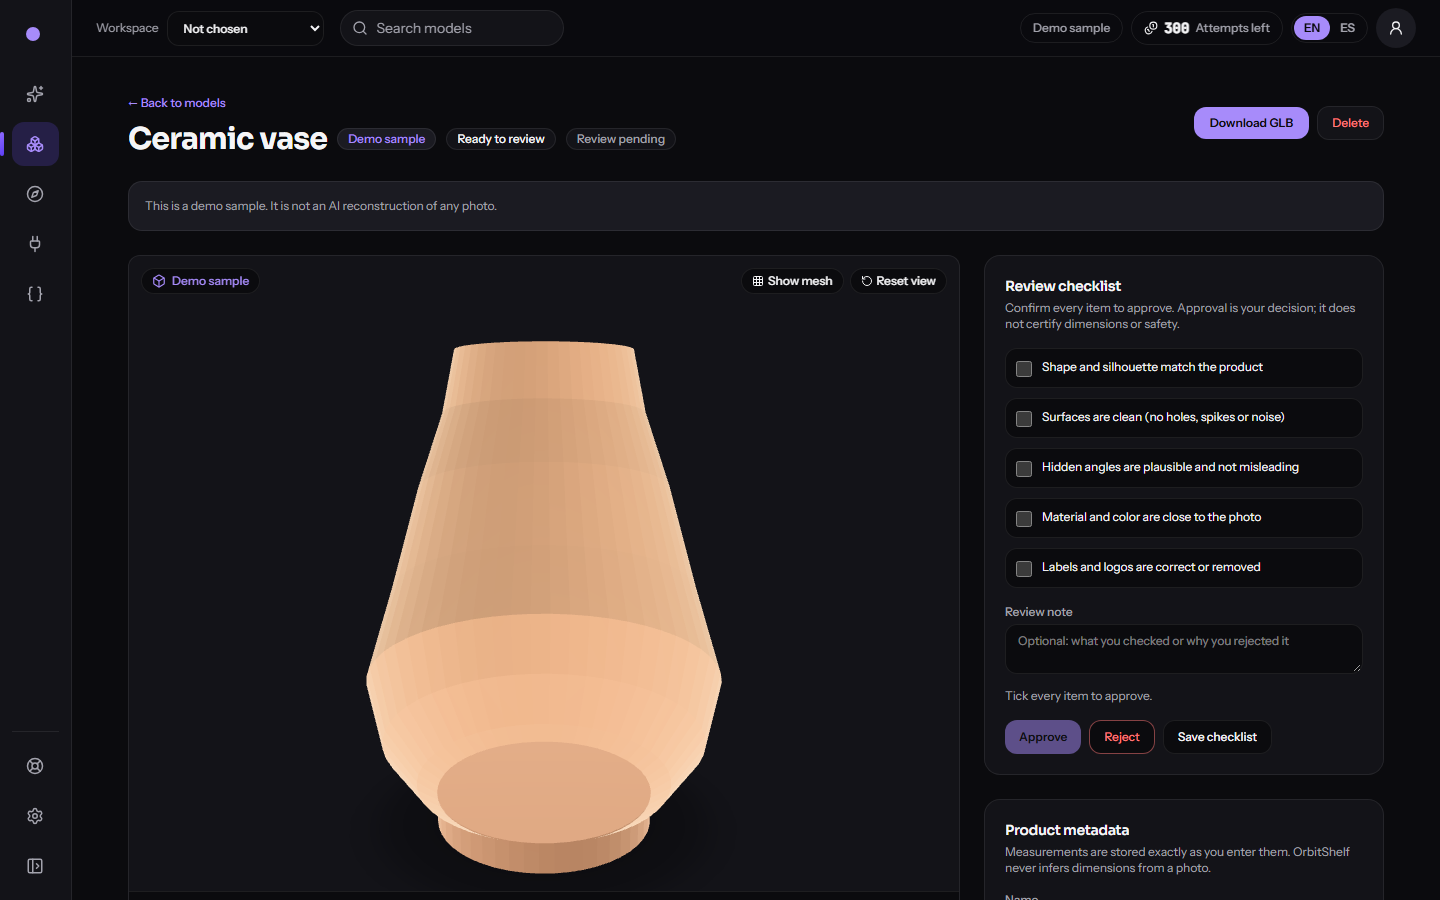 Workspace
Not chosen
Search models
Demo sample
300 Attempts left
EN
ES
← Back to models
Ceramic vase
Demo sample
Ready to review
Review pending
Download GLB
Delete
This is a demo sample. It is not an AI reconstruction of any photo.
Demo sample
Show mesh
Reset view
Review checklist
Confirm every item to approve. Approval is your decision; it does
not certify dimensions or safety.
Shape and silhouette match the product
Surfaces are clean (no holes, spikes or noise)
Hidden angles are plausible and not misleading
Material and color are close to the photo
Labels and logos are correct or removed
Review note
Optional: what you checked or why you rejected it
Tick every item to approve.
Approve
Reject
Save checklist
Product metadata
Measurements are stored exactly as you enter them. OrbitShelf
never infers dimensions from a photo.
Name